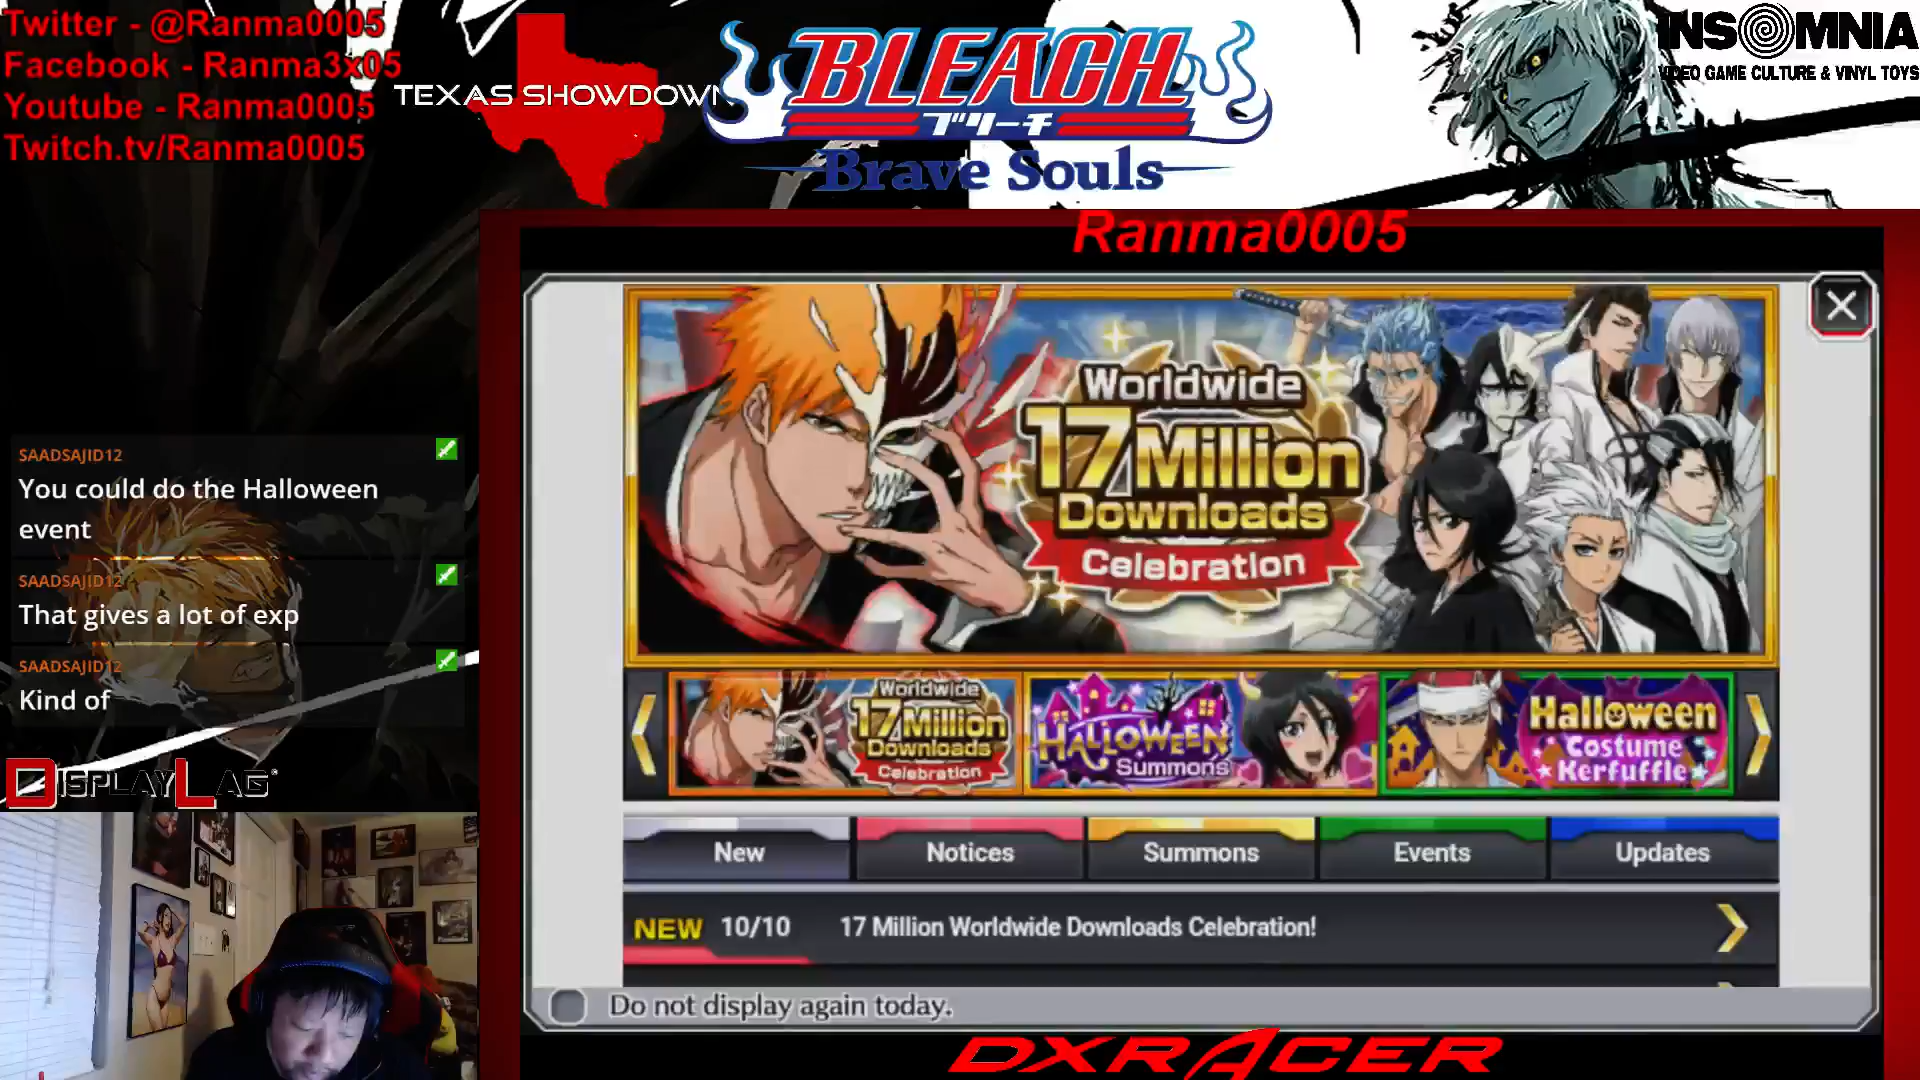 Twitter - @Ranma0005
Facebook - Ranma3x05
Youtube - Ranma0005
Twitch.tv/Ranma0005
TEXAS SHOWDOWN
BLEACH
ブリーチ
Brave Souls
INSOMNIA
VIDEO GAME CULTURE & VINYL TOYS
Ranma0005
SAADSAJID12
You could do the Halloween
event
SAADSAJID12
That gives a lot of exp
SAADSAJID12
Kind of
DISPLAYLAG
Worldwide
17 Million
Downloads
Celebration
Worldwide
17 Million
Downloads
Celebration
HALLOWEEN
Summons
Halloween
Costume
Kerfuffle
New
Notices
Summons
Events
Updates
NEW 10/10 17 Million Worldwide Downloads Celebration!
Do not display again today.
DXRACER